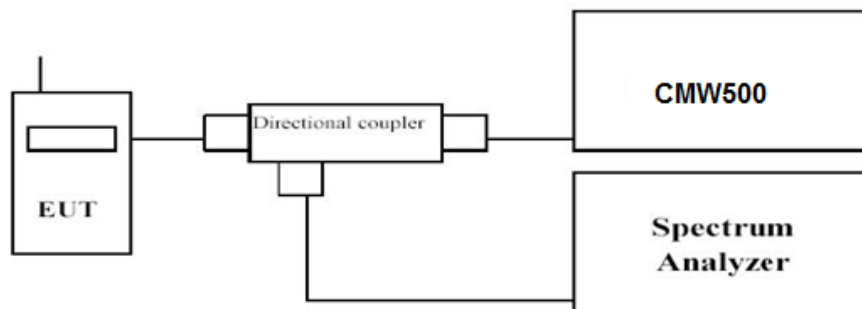 EUT
Directional coupler
CMW500
Spectrum
Analyzer